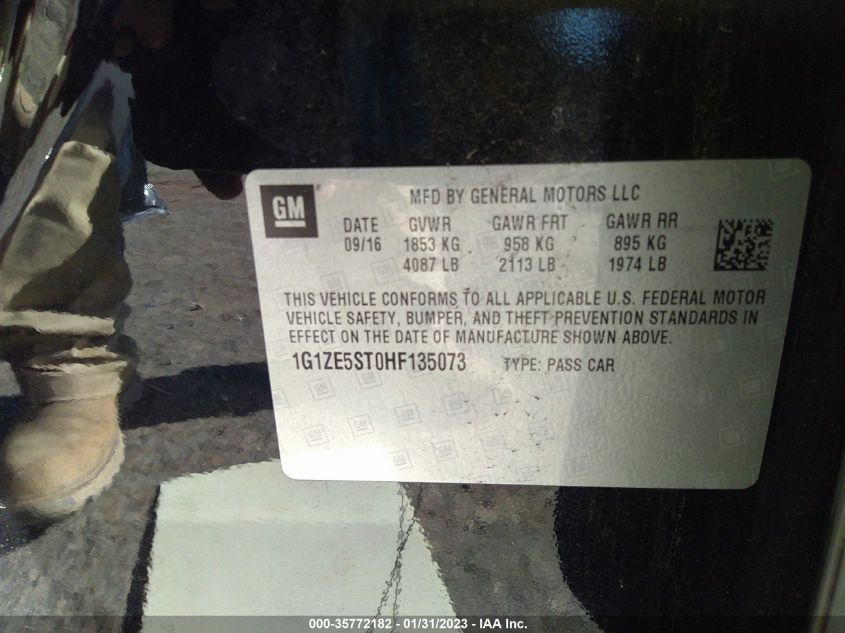 GM
MFD BY GENERAL MOTORS LLC
DATE GVWR GAWR FRT GAWR RR
09/16 1853 KG 958 KG 895 KG
4087 LB 2113 LB 1974 LB
THIS VEHICLE CONFORMS TO ALL APPLICABLE U.S. FEDERAL MOTOR
VEHICLE SAFETY, BUMPER, AND THEFT PREVENTION STANDARDS IN
EFFECT ON THE DATE OF MANUFACTURE SHOWN ABOVE.
1G1ZE5ST0HF135073 TYPE: PASS CAR
000-35772182 - 01/31/2023 - IAA Inc.